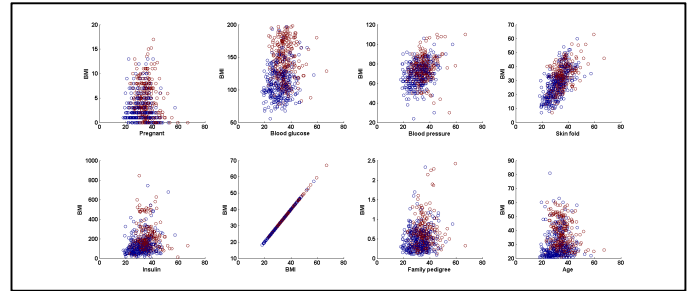 20
15
10
5
0
BMI
0 20 40 60 80
Pregnant
200
150
100
50
BMI
0 20 40 60 80
Blood glucose
120
100
80
60
40
20
BMI
0 20 40 60 80
Blood pressure
70
60
50
40
30
20
10
0
BMI
0 20 40 60 80
Skin fold
1000
800
600
400
200
0
BMI
0 20 40 60 80
Insulin
70
60
50
40
30
20
10
BMI
0 20 40 60 80
BMI
2.5
2
1.5
1
0.5
0
BMI
0 20 40 60 80
Family pedigree
90
80
70
60
50
40
30
20
BMI
0 20 40 60 80
Age